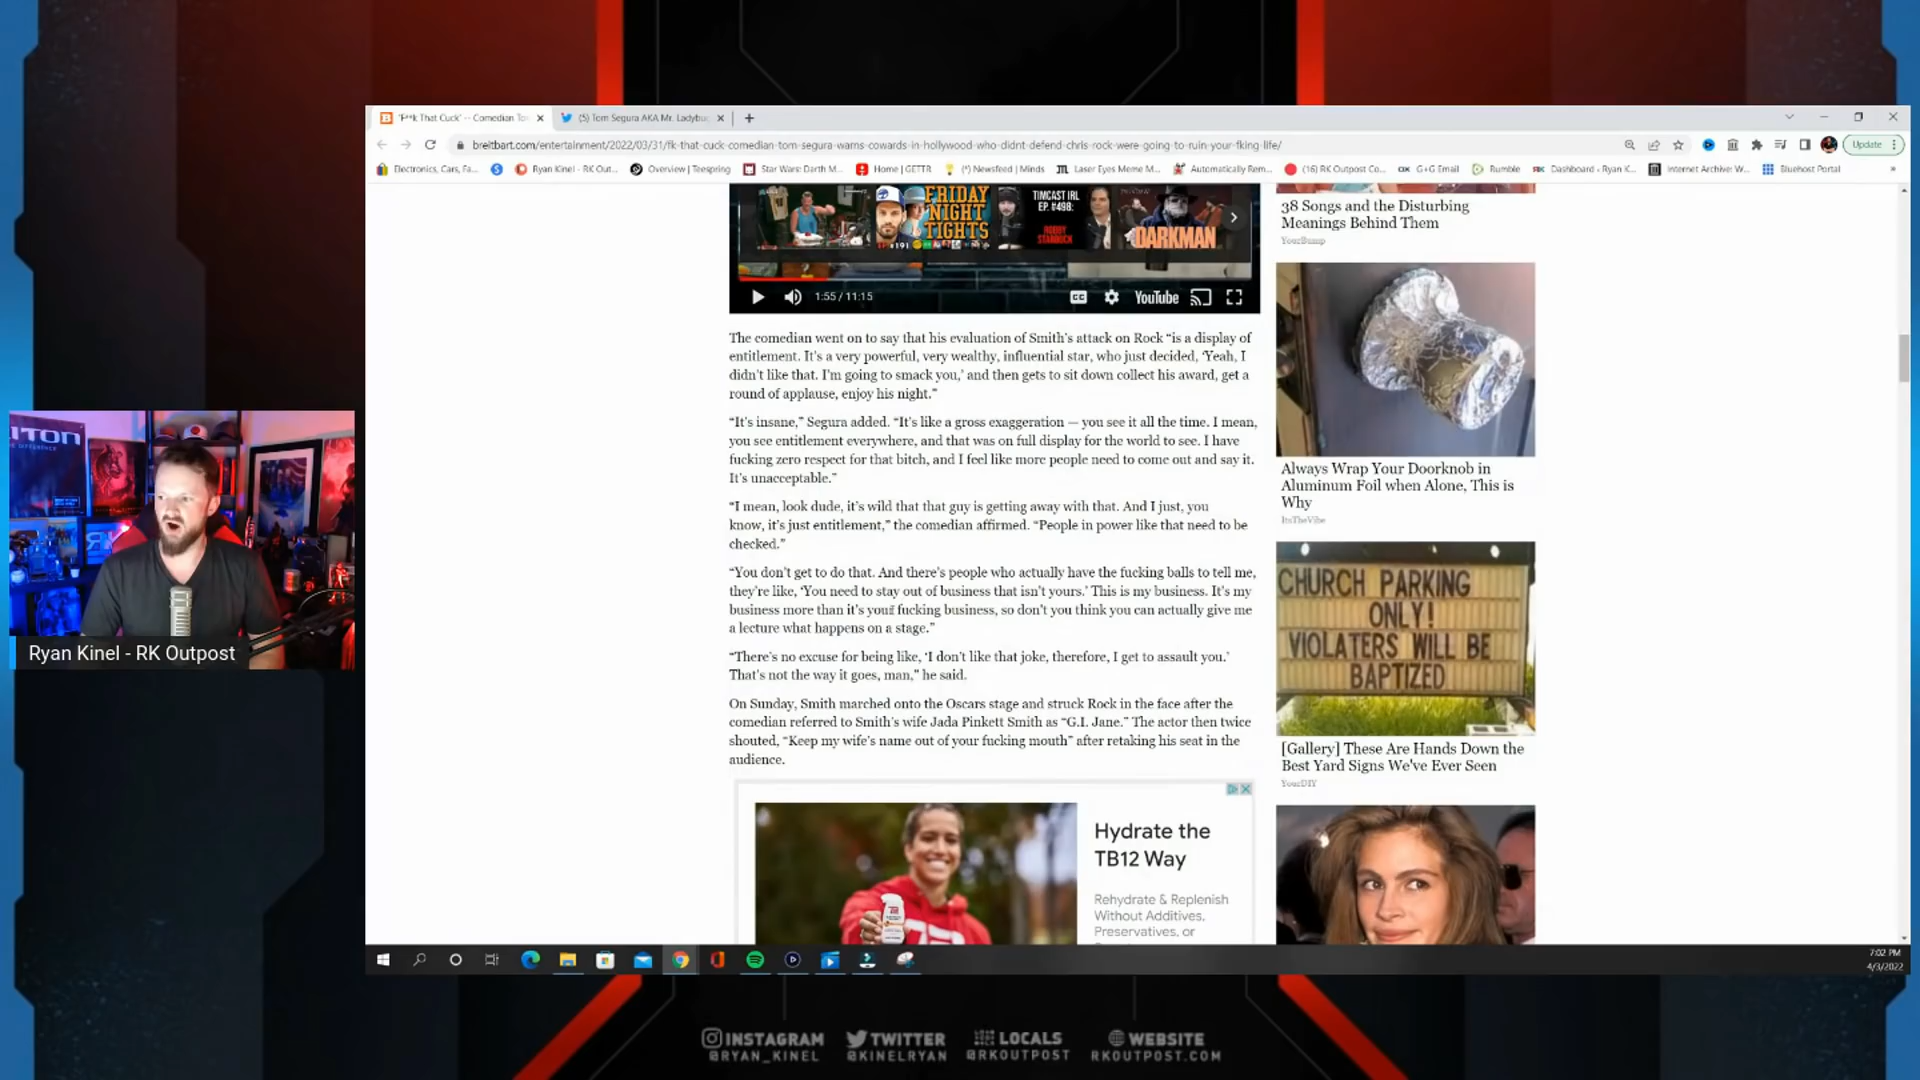 'F**k That Cuck' -- Comedian To
(5) Tom Segura AKA Mr. Ladybu
breitbart.com/entertainment/2022/03/31/fk-that-cuck-comedian-tom-segura-warns-cowards-in-hollywood-who-didnt-defend-chris-rock-were-going-to-ruin-your-fking-life/
Update
Electronics, Cars, Fa...
Ryan Kinel - RK Out...
Overview | Teespring
Star Wars: Darth M...
Home | GETTR
(*) Newsfeed | Minds
Laser Eyes Meme M...
Automatically Rem...
(16) RK Outpost Co...
G+G Email
Rumble
Dashboard ‹ Ryan K...
Internet Archive: W...
Bluehost Portal
FRIDAY
NIGHT
TIGHTS
#191
TIMCAST IRL
EP. #498:
ROBBY
STARBUCK
DARKMAN
1:55 / 11:15
CC
YouTube
The comedian went on to say that his evaluation of Smith's attack on Rock “is a display of
entitlement. It's a very powerful, very wealthy, influential star, who just decided, ‘Yeah, I
didn't like that. I'm going to smack you,’ and then gets to sit down collect his award, get a
round of applause, enjoy his night.”
“It's insane,” Segura added. “It's like a gross exaggeration — you see it all the time. I mean,
you see entitlement everywhere, and that was on full display for the world to see. I have
fucking zero respect for that bitch, and I feel like more people need to come out and say it.
It's unacceptable.”
“I mean, look dude, it's wild that that guy is getting away with that. And I just, you
know, it's just entitlement,” the comedian affirmed. “People in power like that need to be
checked.”
“You don't get to do that. And there's people who actually have the fucking balls to tell me,
they're like, ‘You need to stay out of business that isn't yours.’ This is my business. It's my
business more than it's your fucking business, so don't you think you can actually give me
a lecture what happens on a stage.”
“There's no excuse for being like, ‘I don't like that joke, therefore, I get to assault you.’
That's not the way it goes, man,” he said.
On Sunday, Smith marched onto the Oscars stage and struck Rock in the face after the
comedian referred to Smith's wife Jada Pinkett Smith as “G.I. Jane.” The actor then twice
shouted, “Keep my wife's name out of your fucking mouth” after retaking his seat in the
audience.
Hydrate the
TB12 Way
Rehydrate & Replenish
Without Additives,
Preservatives, or
38 Songs and the Disturbing
Meanings Behind Them
YourBump
Always Wrap Your Doorknob in
Aluminum Foil when Alone, This is
Why
ItsTheVibe
CHURCH PARKING
ONLY!
VIOLATERS WILL BE
BAPTIZED
[Gallery] These Are Hands Down the
Best Yard Signs We've Ever Seen
YourDIY
Ryan Kinel - RK Outpost
7:02 PM
4/3/2022
INSTAGRAM
@RYAN_KINEL
TWITTER
@KINELRYAN
LOCALS
@RKOUTPOST
WEBSITE
RKOUTPOST.COM